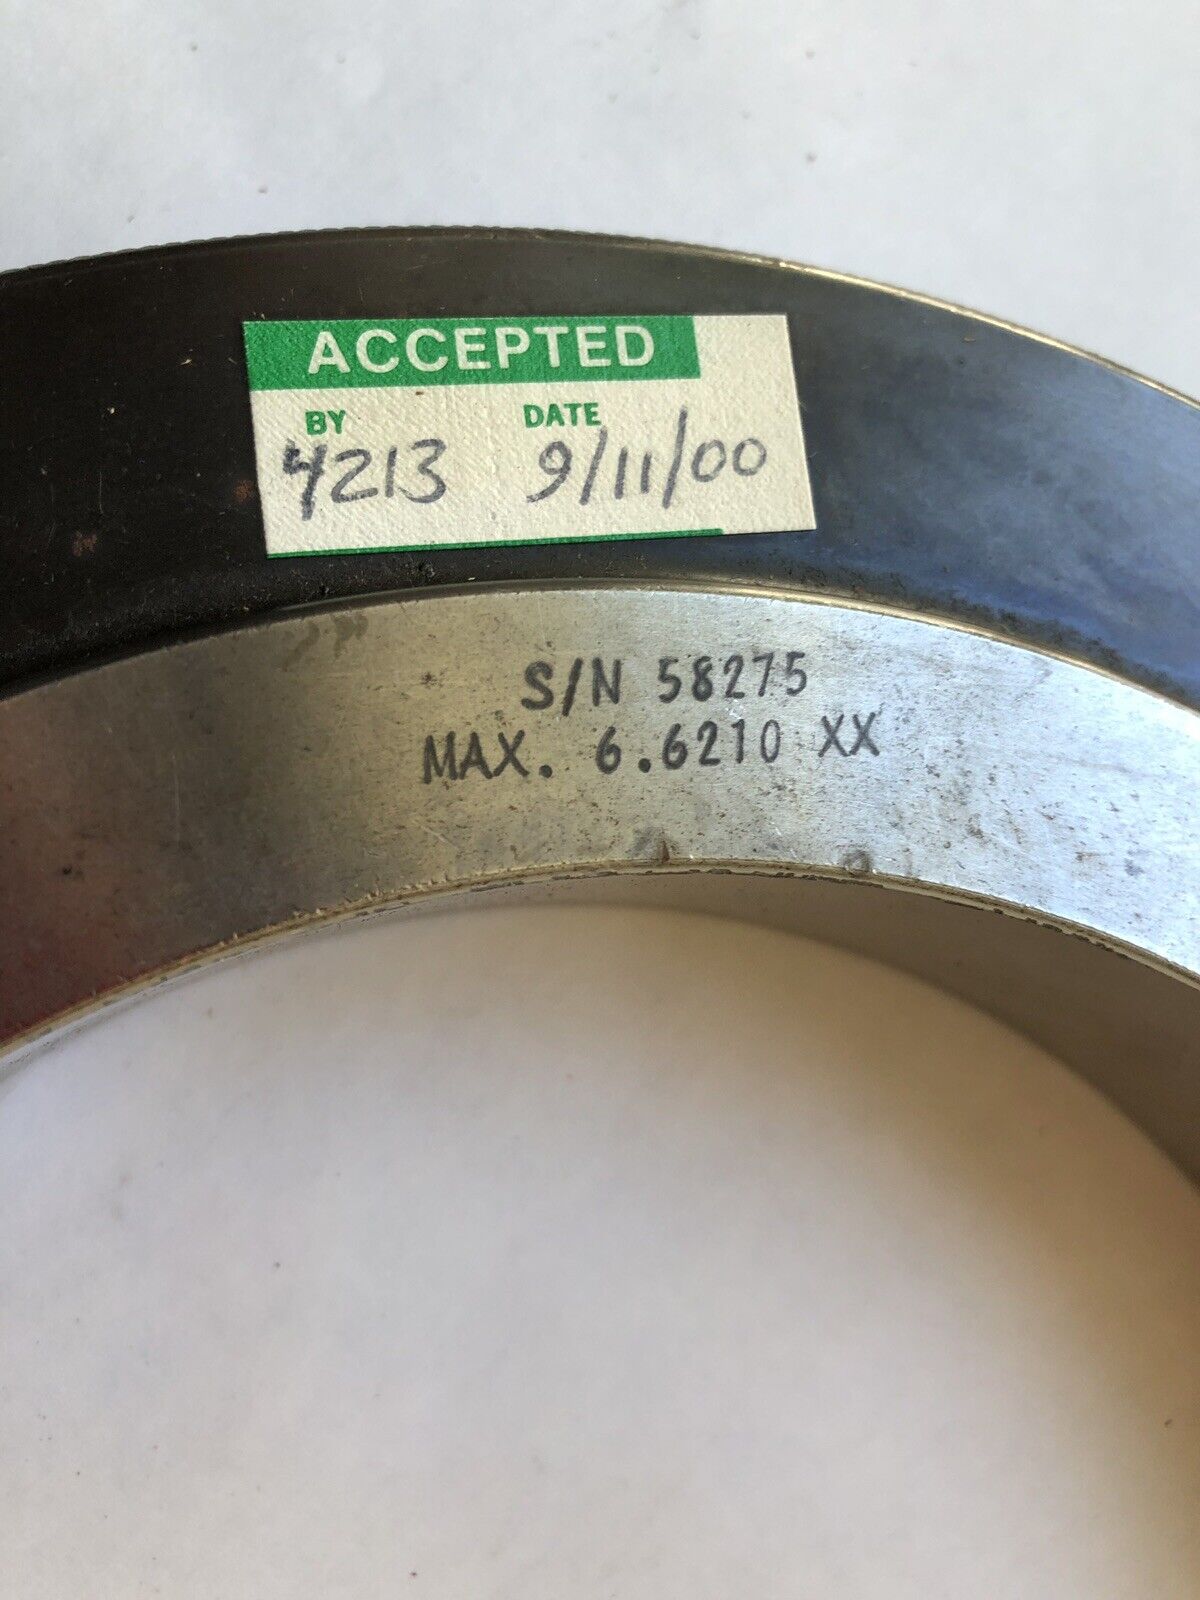 ACCEPTED
BY DATE
4213 9/11/00
S/N 58275
MAX. 6.6210 XX